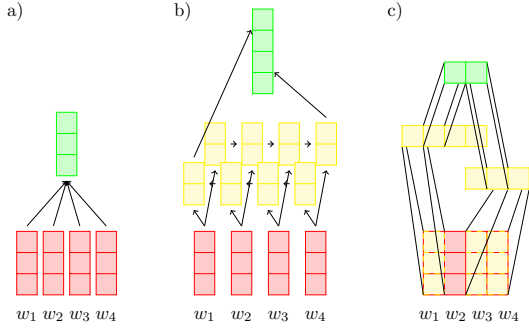 a) b) c)
w₁ w₂ w₃ w₄ w₁ w₂ w₃ w₄ w₁ w₂ w₃ w₄